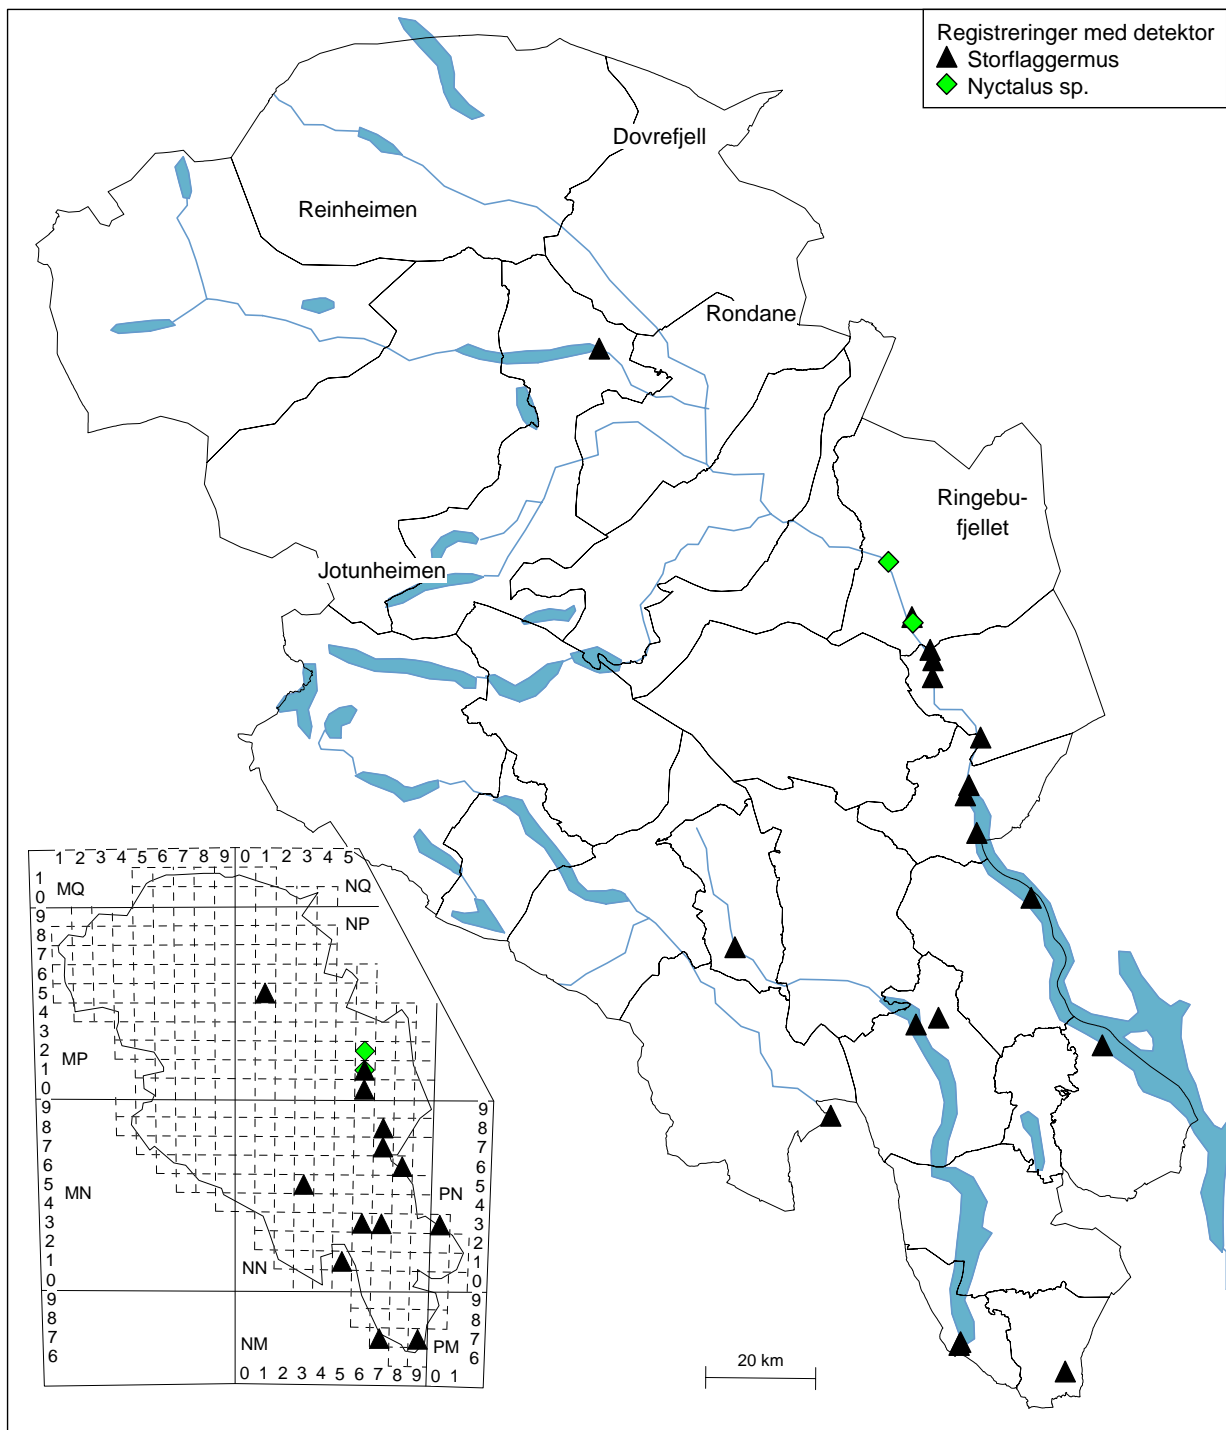 Registreringer med detektor
Storflaggermus
Nyctalus sp.
Dovrefjell
Reinheimen
Rondane
Ringebu-
fjellet
Jotunheimen
1 2 3 4 5 6 7 8 9 0 1 2 3 4 5
1
0
9
8
7
6
5
4
3
2
1
0
9
8
7
6
5
4
3
2
1
0
9
8
7
6
MQ
NQ
NP
MP
MN
PN
NN
NM
PM
9
8
7
6
5
4
3
2
1
0
9
8
7
6
0 1 2 3 4 5 6 7 8 9 0 1
20 km